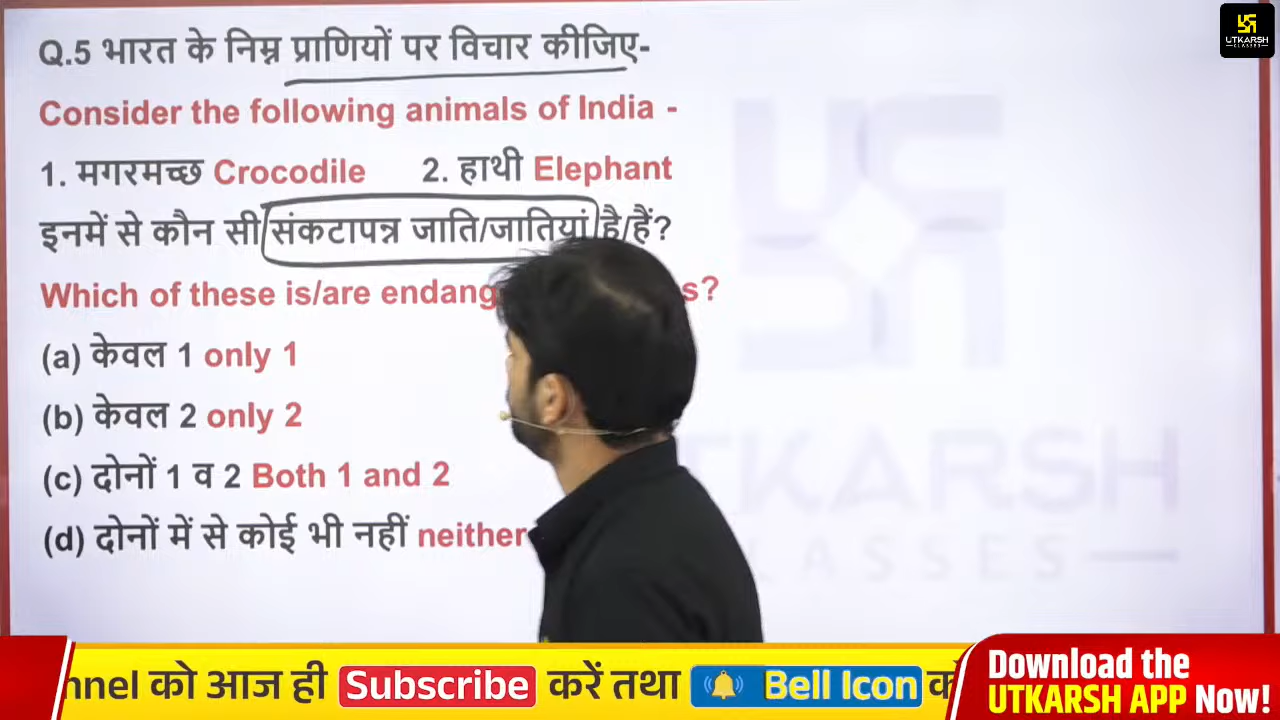 Q.5 भारत के निम्न प्राणियों पर विचार कीजिए-
Consider the following animals of India -
1. मगरमच्छ Crocodile 2. हाथी Elephant
इनमें से कौन सी संकटापन्न जाति/जातियां है/हैं?
Which of these is/are
(a) केवल 1 only 1
(b) केवल 2 only 2
(c) दोनों 1 व 2 Both 1 and 2
(d) दोनों में से कोई भी नहीं neither
UTKARSH
CLASSES
को आज ही Subscribe करें तथा Bell Icon
Download the
UTKARSH APP Now!